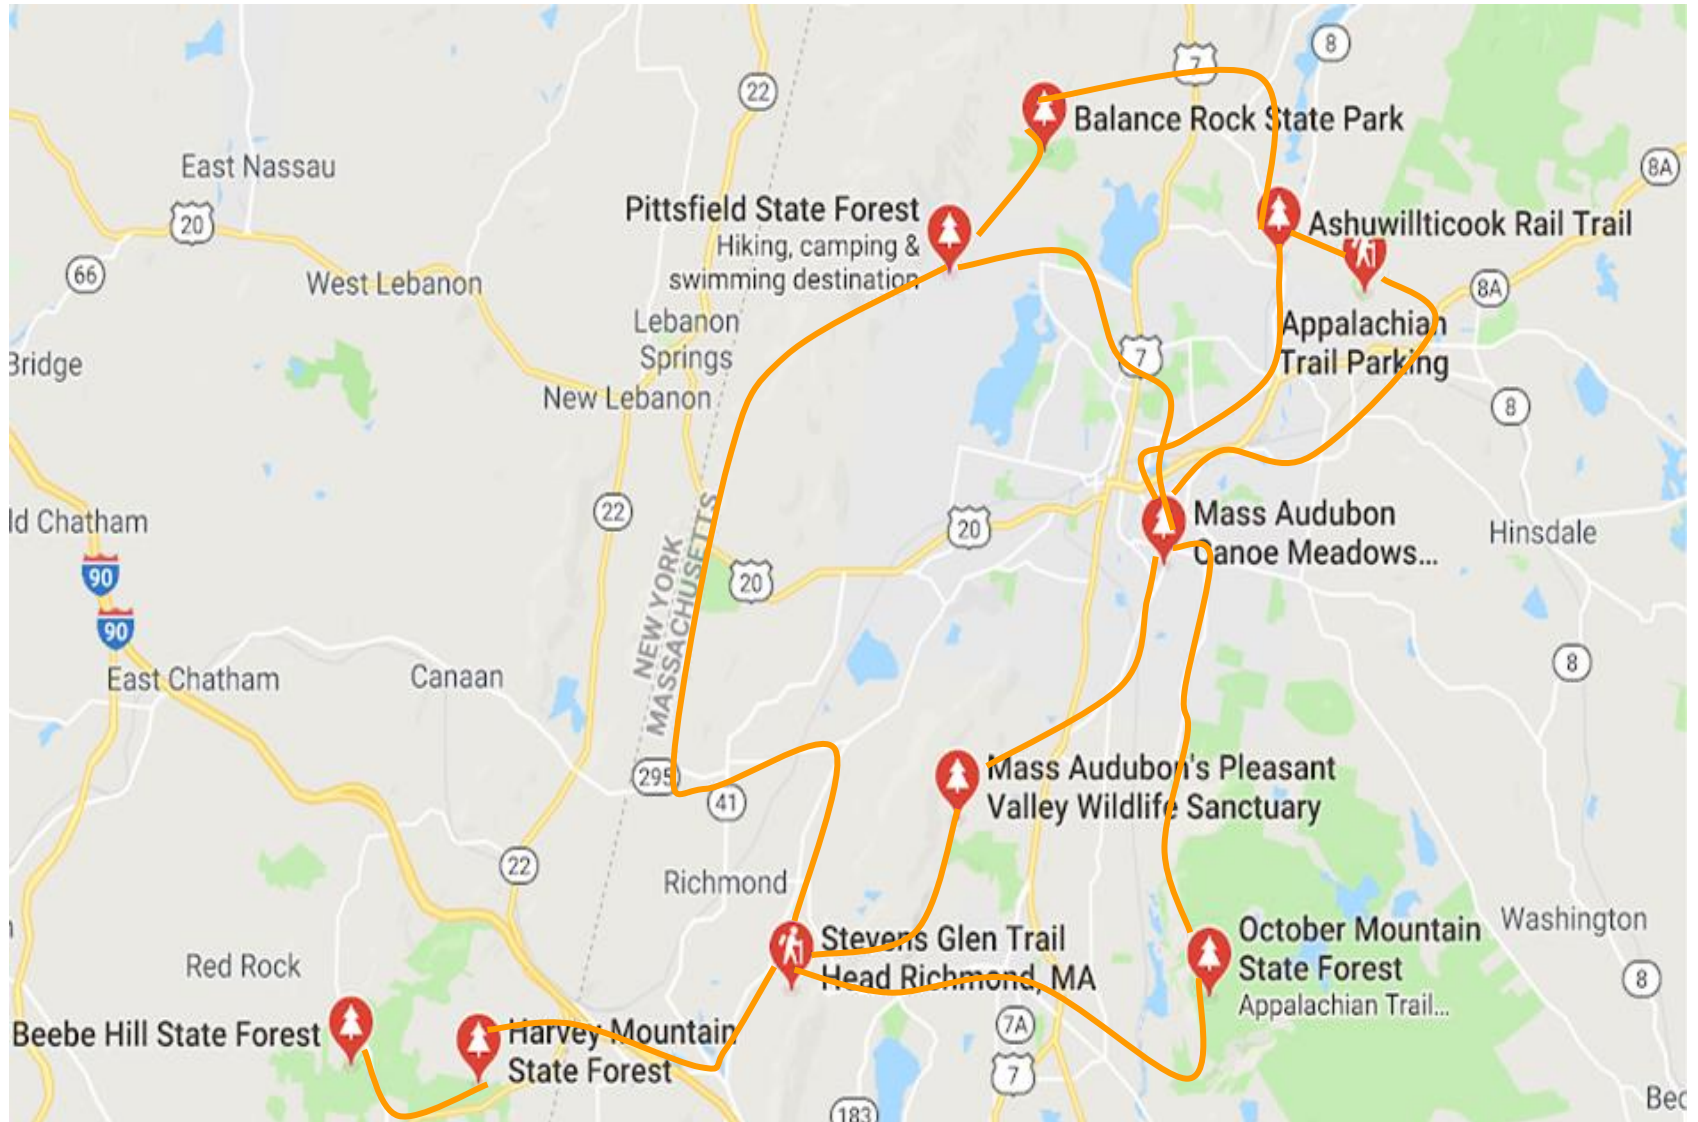 8
7
22
Balance Rock State Park
East Nassau
8A
20
Pittsfield State Forest
Hiking, camping &
swimming destination
Ashuwillticook Rail Trail
66
West Lebanon
8A
Lebanon
Springs
Appalachian
Trail Parking
Bridge
7
New Lebanon
8
22
20
Mass Audubon
Canoe Meadows...
Hinsdale
ld Chatham
90
20
NEW YORK
MASSACHUSETTS
90
8
East Chatham
Canaan
295
41
Mass Audubon's Pleasant
Valley Wildlife Sanctuary
22
Richmond
Stevens Glen Trail
Head Richmond, MA
October Mountain
State Forest
Appalachian Trail...
Washington
Red Rock
8
Beebe Hill State Forest
Harvey Mountain
State Forest
7A
7
183
Bec